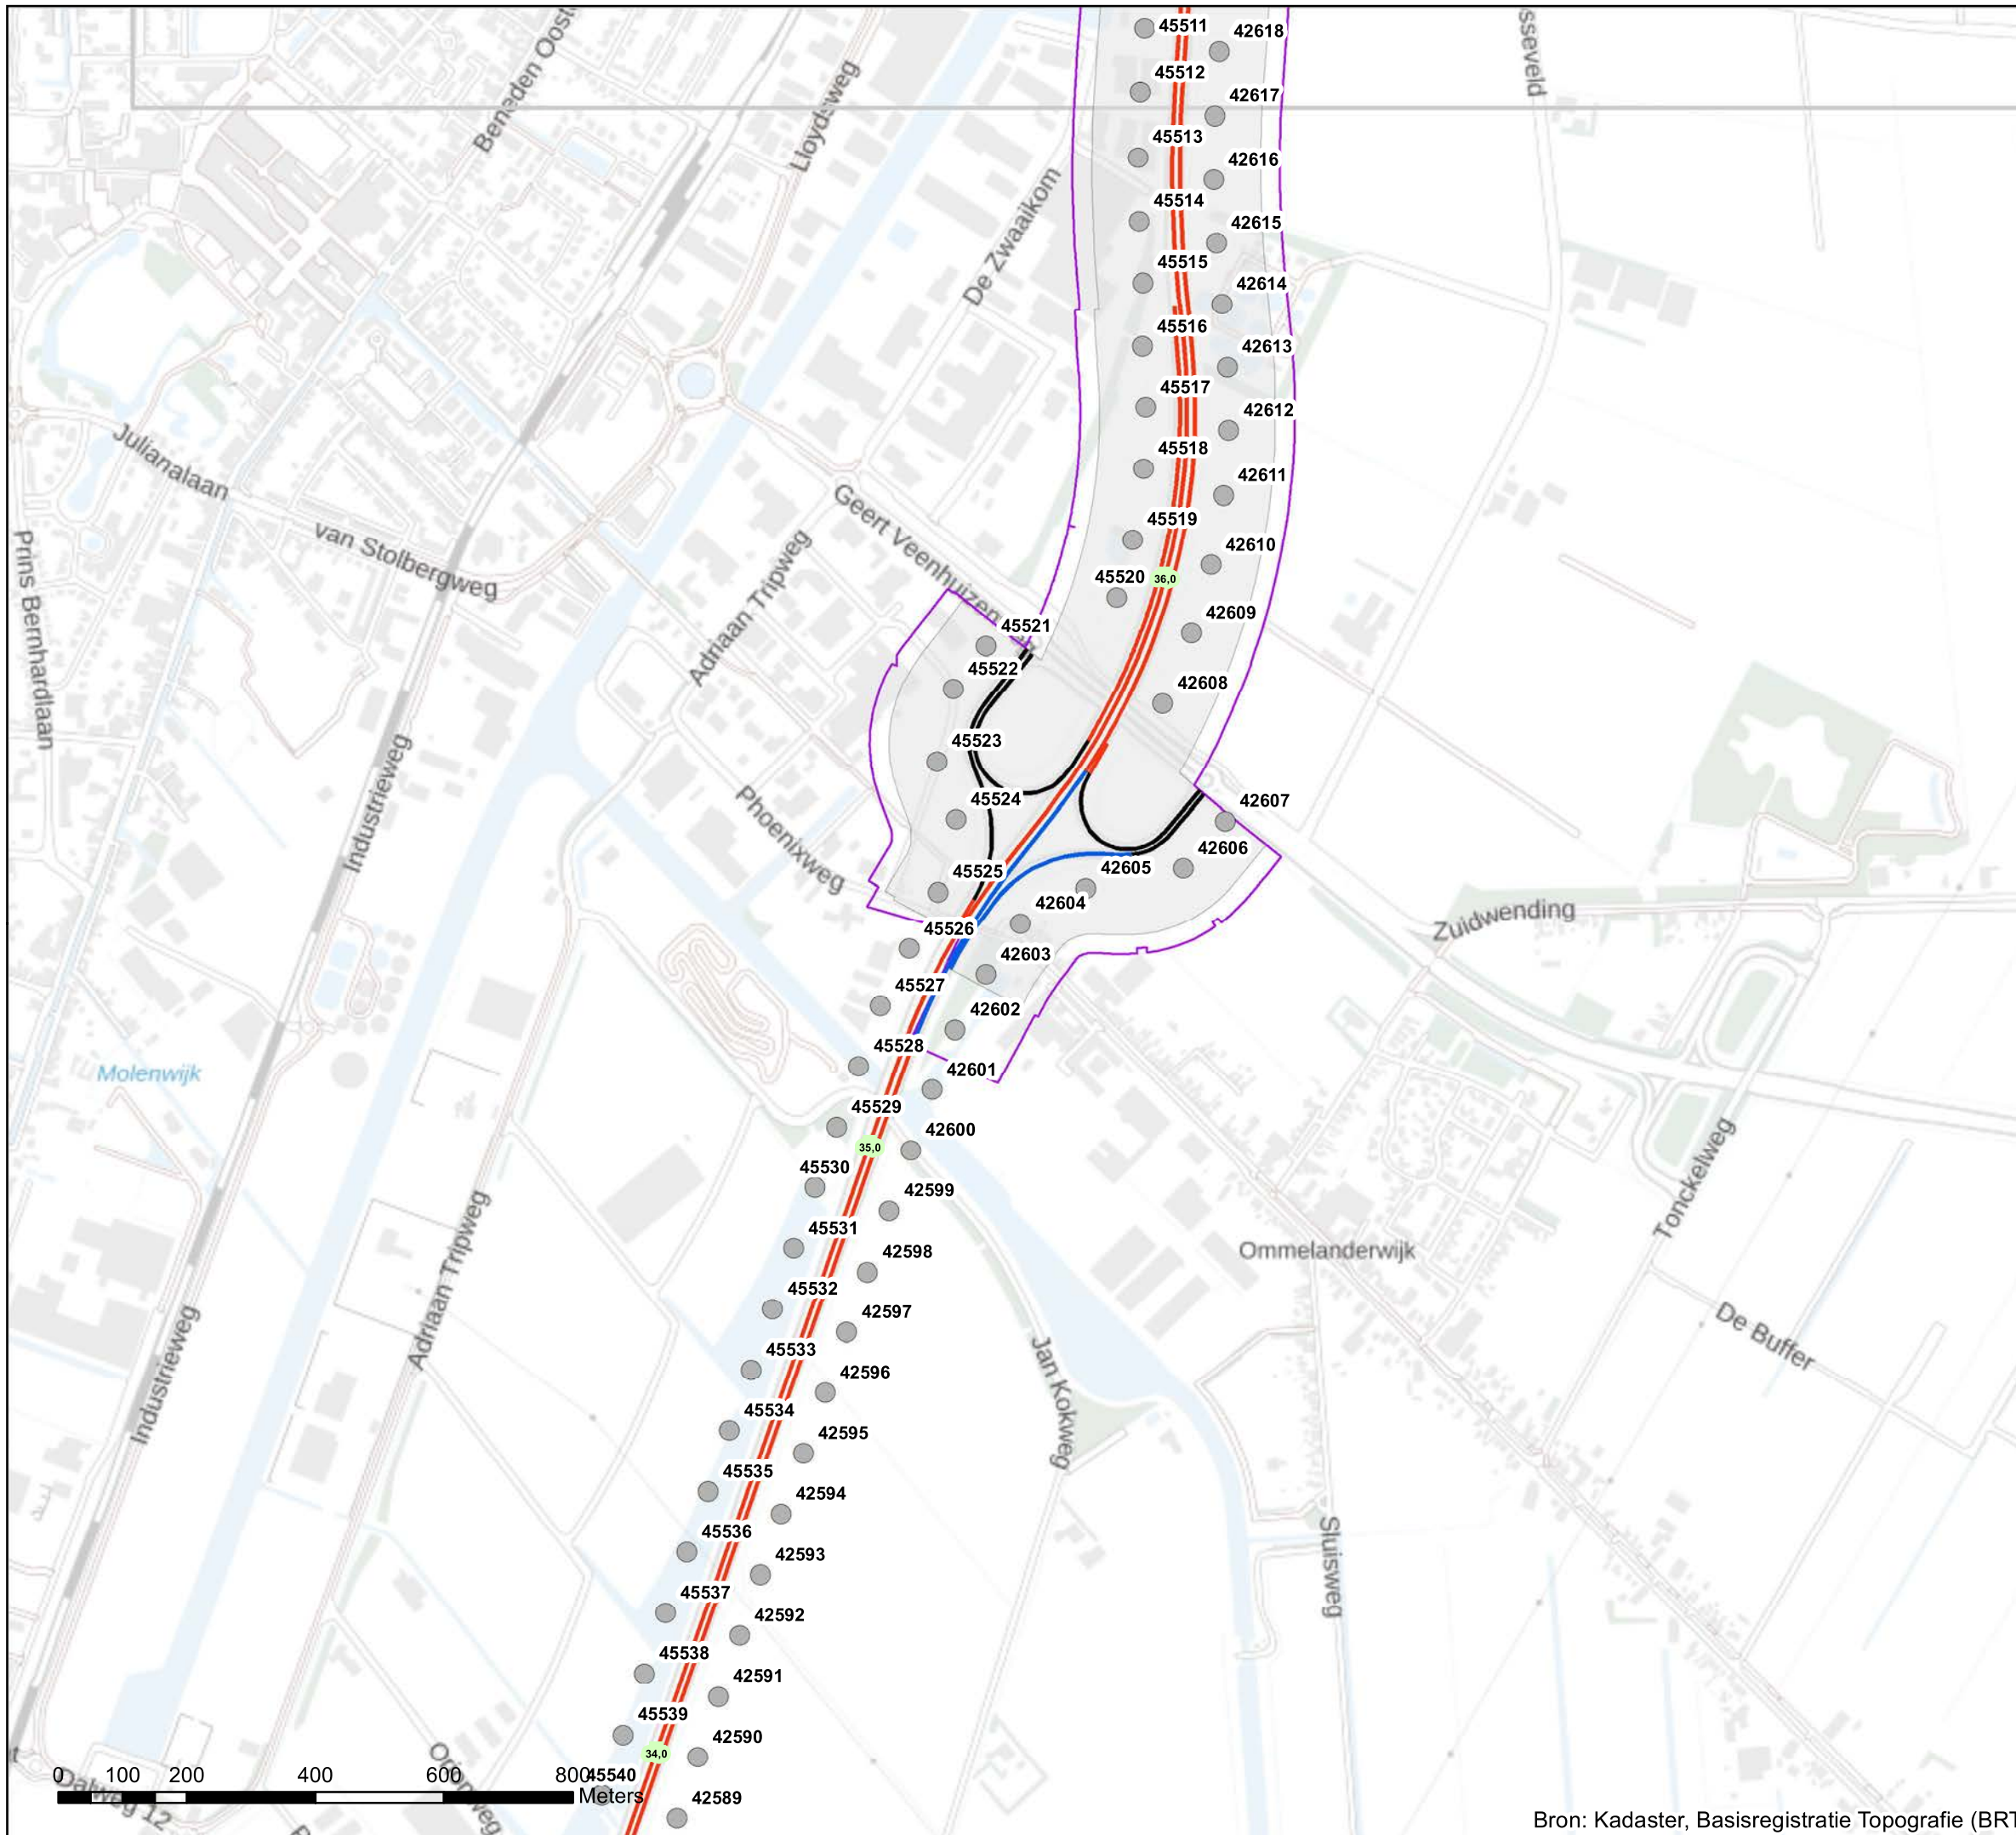 45511
42618
45512
42617
45513
42616
45514
42615
45515
42614
45516
42613
45517
42612
45518
42611
45519
42610
45520
36,0
42609
45521
45522
42608
45523
45524
42607
42606
45525
42605
42604
45526
42603
45527
42602
45528
42601
45529
42600
35,0
45530
42599
45531
42598
45532
42597
45533
42596
45534
42595
45535
42594
45536
42593
45537
42592
45538
42591
45539
42590
34,0
45540
42589
Lloydsweg
De Zwaaikom
Julianalaan
van Stolbergweg
Prins Bernhardlaan
Geert
Adriaan Tripweg
Industrieweg
Phoenixweg
Zuidwending
Molenwijk
Tonckelweg
Adriaan Tripweg
Ommelanderwijk
Industrieweg
De Buffer
Jan Kokweg
Sluisweg
Dalweg 12
0 100 200 400 600 800
Meters
Bron: Kadaster, Basisregistratie Topografie (BRT